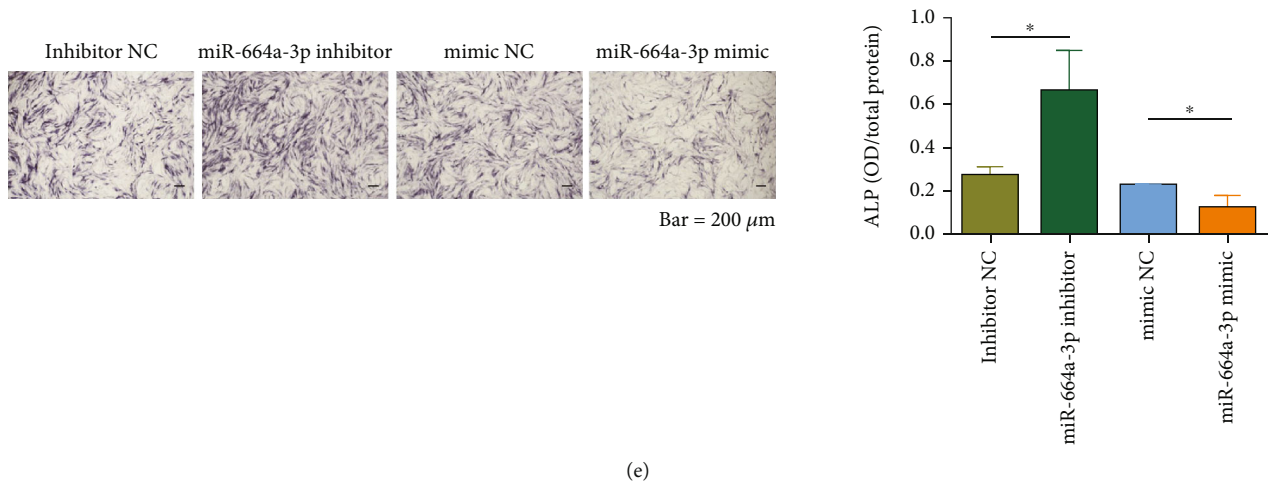 Inhibitor NC
miR-664a-3p inhibitor
mimic NC
miR-664a-3p mimic
Bar = 200 μm
ALP (OD/total protrein)
1.0
0.8
0.6
0.4
0.2
0.0
*
*
Inhibitor NC
miR-664a-3p inhibitor
mimic NC
miR-664a-3p mimic
(e)